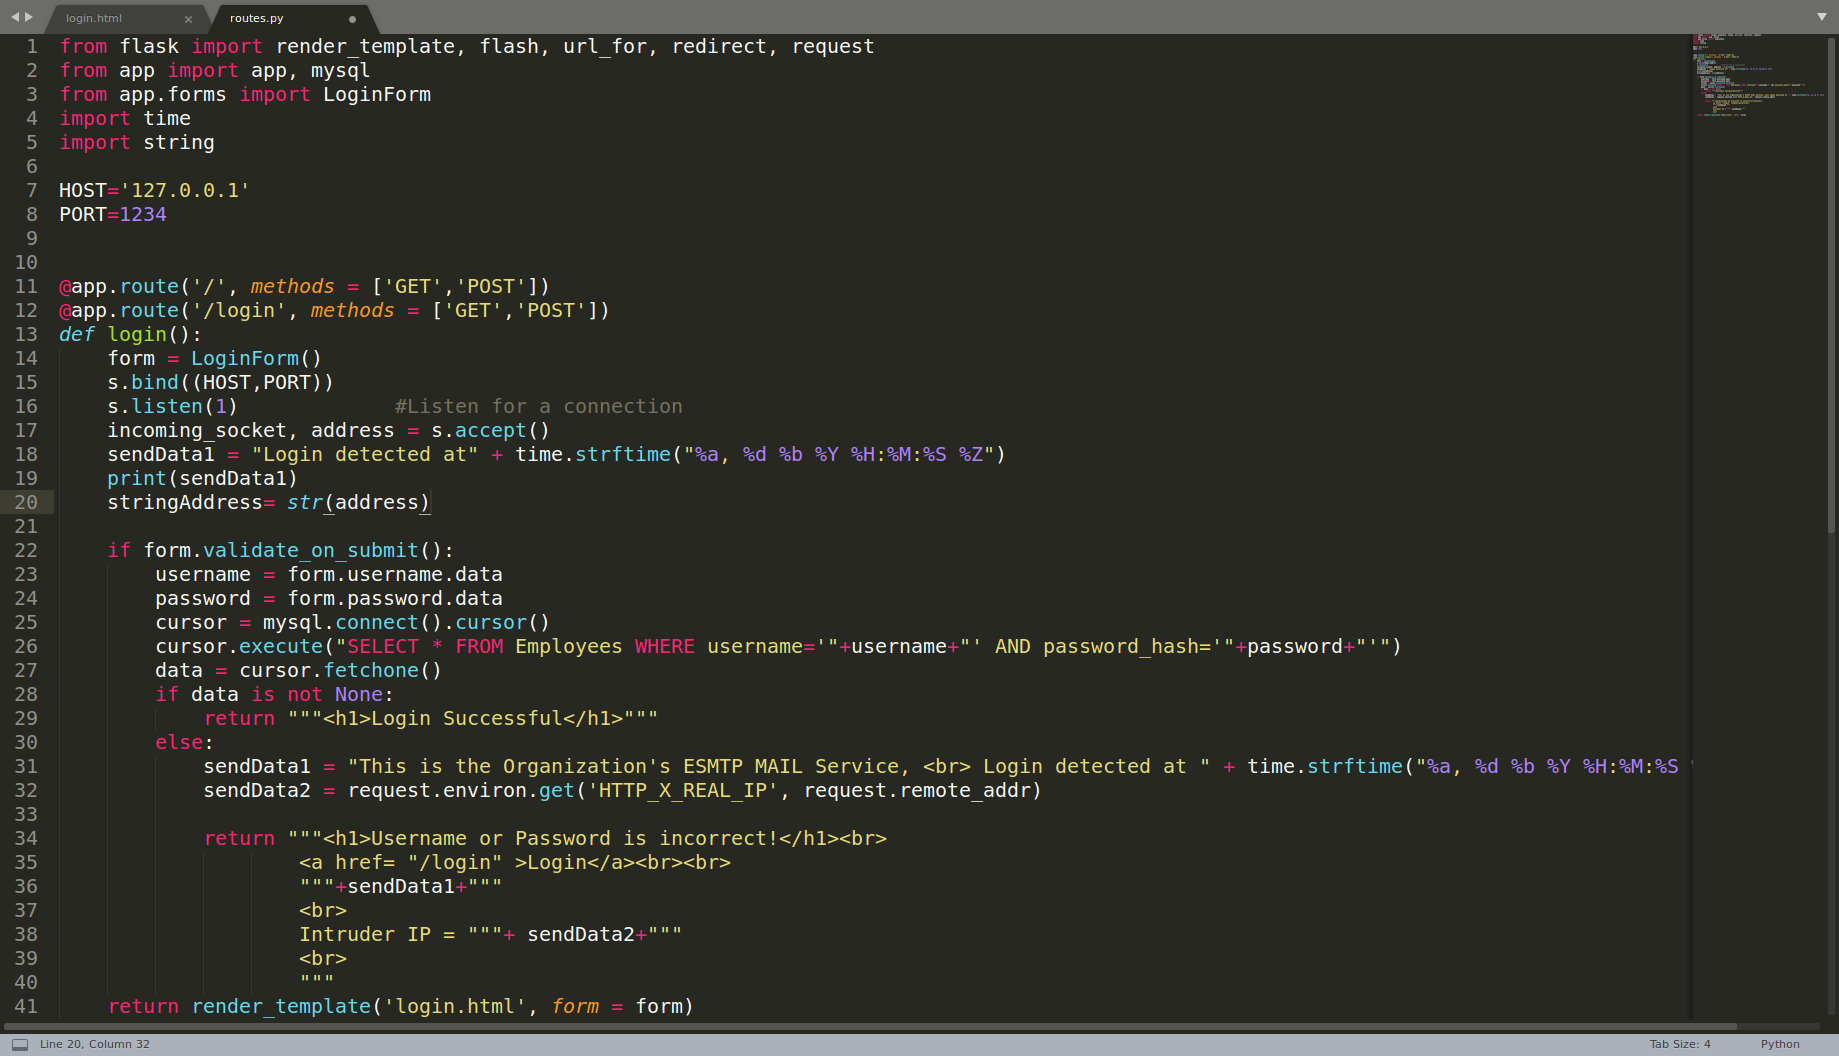 login.html × routes.py
1 from flask import render_template, flash, url_for, redirect, request
2 from app import app, mysql
3 from app.forms import LoginForm
4 import time
5 import string
6
7 HOST='127.0.0.1'
8 PORT=1234
9
10
11 @app.route('/', methods = ['GET','POST'])
12 @app.route('/login', methods = ['GET','POST'])
13 def login():
14     form = LoginForm()
15     s.bind((HOST,PORT))
16     s.listen(1)             #Listen for a connection
17     incoming_socket, address = s.accept()
18     sendData1 = "Login detected at" + time.strftime("%a, %d %b %Y %H:%M:%S %Z")
19     print(sendData1)
20     stringAddress= str(address)
21
22     if form.validate_on_submit():
23         username = form.username.data
24         password = form.password.data
25         cursor = mysql.connect().cursor()
26         cursor.execute("SELECT * FROM Employees WHERE username='"+username+"' AND password_hash='"+password+"'")
27         data = cursor.fetchone()
28         if data is not None:
29             return """<h1>Login Successful</h1>"""
30         else:
31             sendData1 = "This is the Organization's ESMTP MAIL Service, <br> Login detected at " + time.strftime("%a, %d %b %Y %H:%M:%S
32             sendData2 = request.environ.get('HTTP_X_REAL_IP', request.remote_addr)
33
34             return """<h1>Username or Password is incorrect!</h1><br>
35                     <a href= "/login" >Login</a><br><br>
36                     """+sendData1+"""
37                     <br>
38                     Intruder IP = """+ sendData2+"""
39                     <br>
40                     """
41     return render_template('login.html', form = form)
Line 20, Column 32 Tab Size: 4 Python